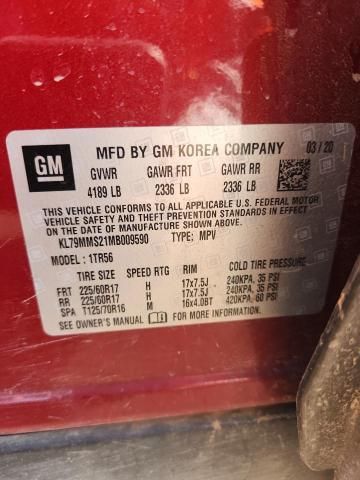 MFD BY GM KOREA COMPANY 03/20
GM
GVWR GAWR FRT GAWR RR
4189 LB 2336 LB 2336 LB
THIS VEHICLE CONFORMS TO ALL APPLICABLE U.S. FEDERAL MOTOR
VEHICLE SAFETY AND THEFT PREVENTION STANDARDS IN EFFECT
ON THE DATE OF MANUFACTURE SHOWN ABOVE.
KL79MMS21MB009590 TYPE: MPV
MODEL: 1TR56
TIRE SIZE SPEED RTG RIM COLD TIRE PRESSURE
FRT 225/60R17 H 17x7.5J 240KPA, 35 PSI
RR 225/60R17 H 17x7.5J 240KPA, 35 PSI
SPA T125/70R16 M 16x4.0BT 420KPA, 60 PSI
SEE OWNER'S MANUAL FOR ADDITIONAL INFORMATION.